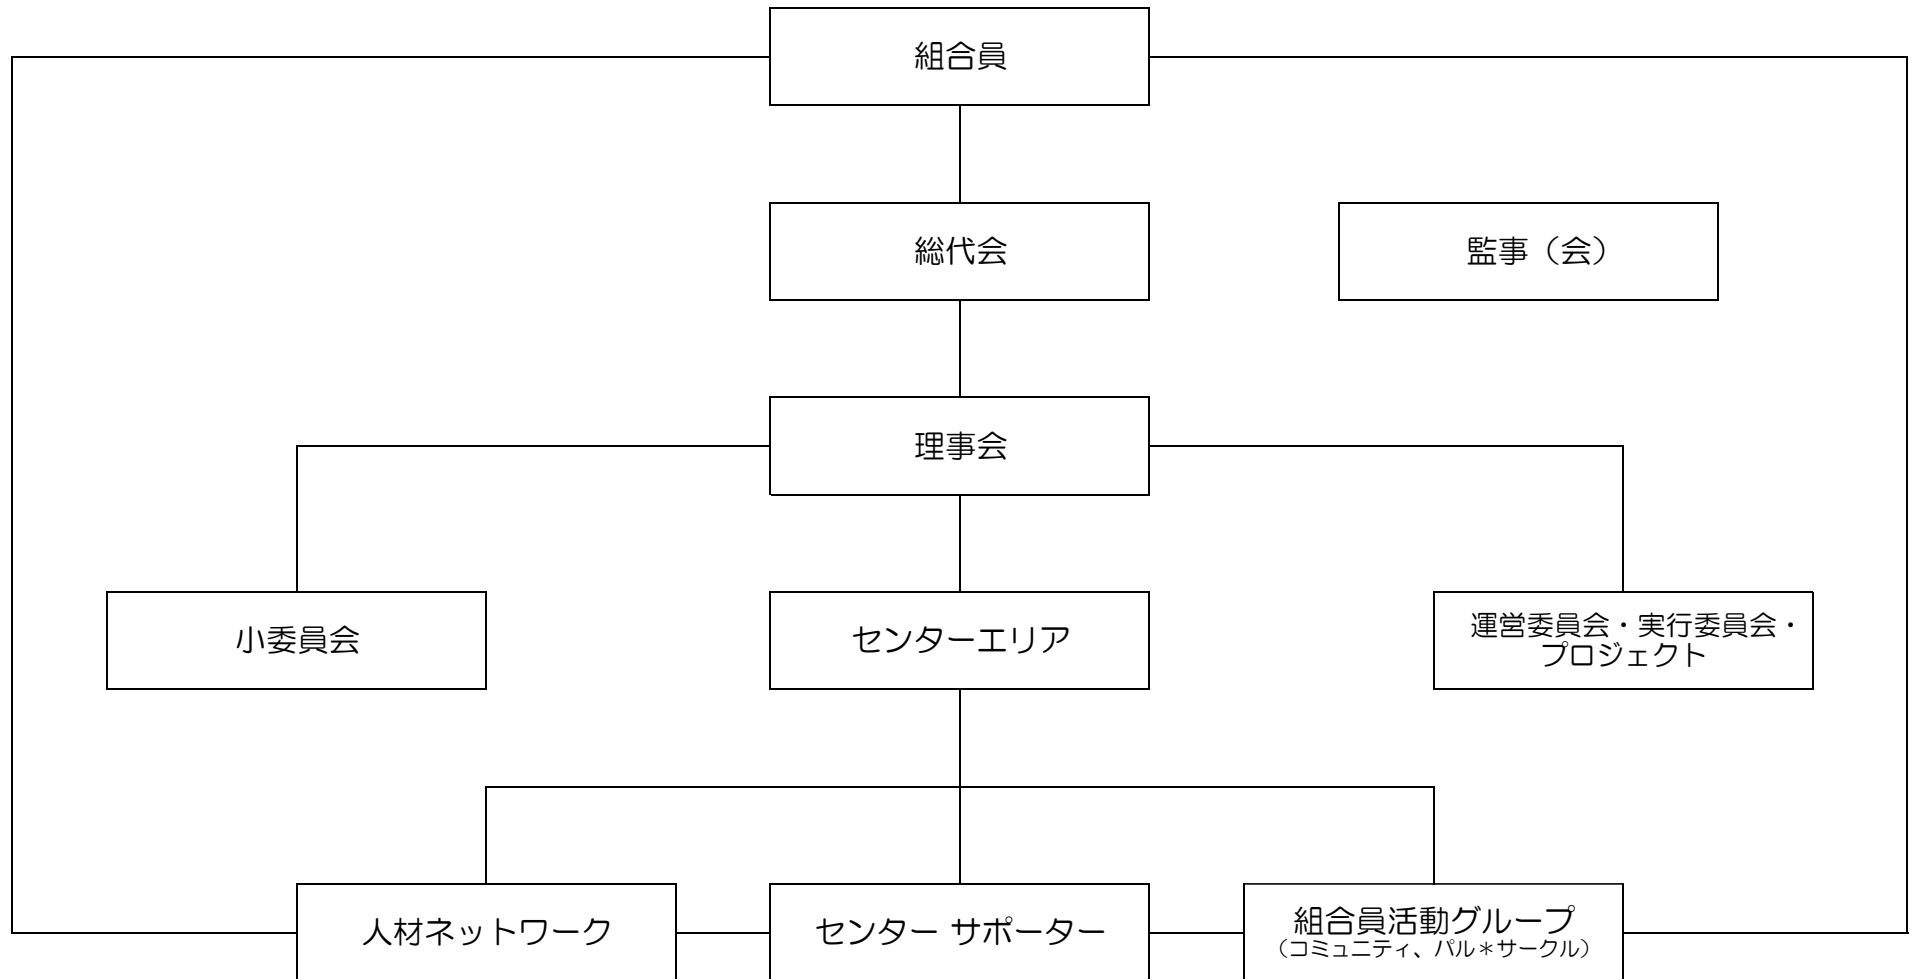 組合員
総代会
監事（会）
理事会
小委員会
センターエリア
運営委員会・実行委員会・
プロジェクト
人材ネットワーク
センター サポーター
組合員活動グループ
（コミュニティ、パル＊サークル）